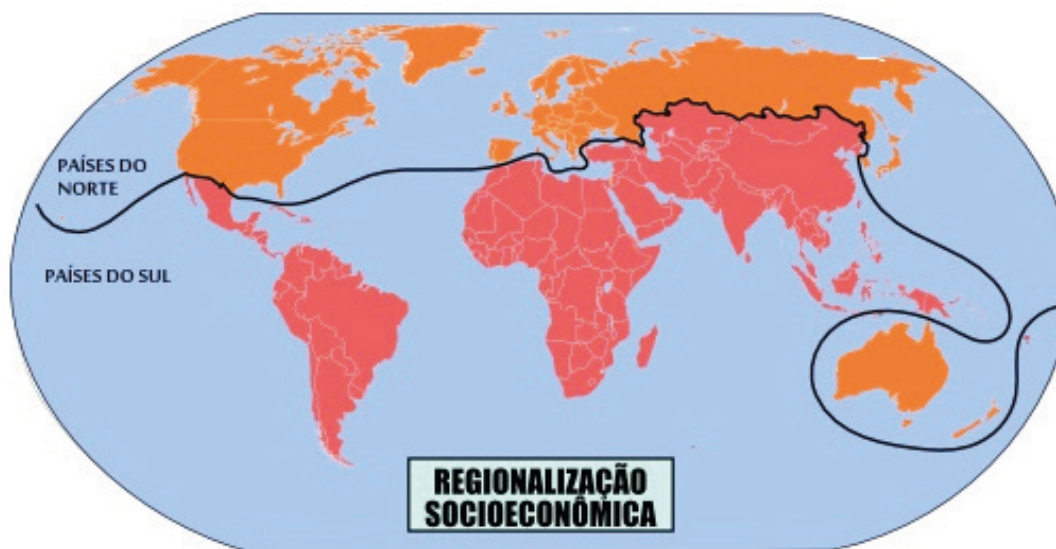 PAÍSES DO
NORTE
PAÍSES DO SUL
REGIONALIZAÇÃO
SOCIOECONÔMICA